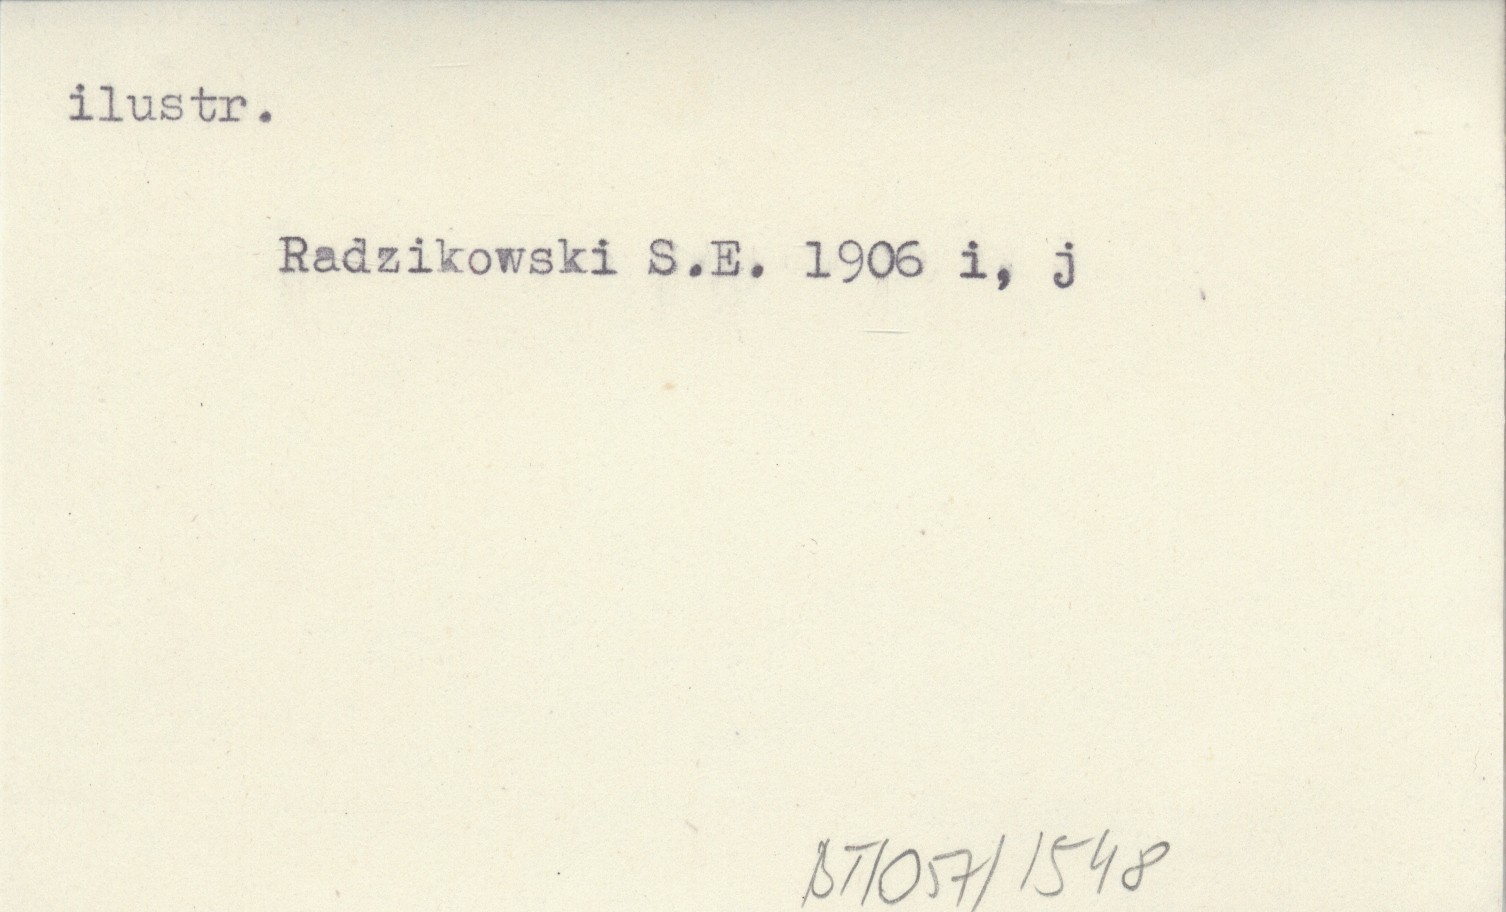 ilustr.
Radzikowski S.E. 1906 i, j
BT/057/1548